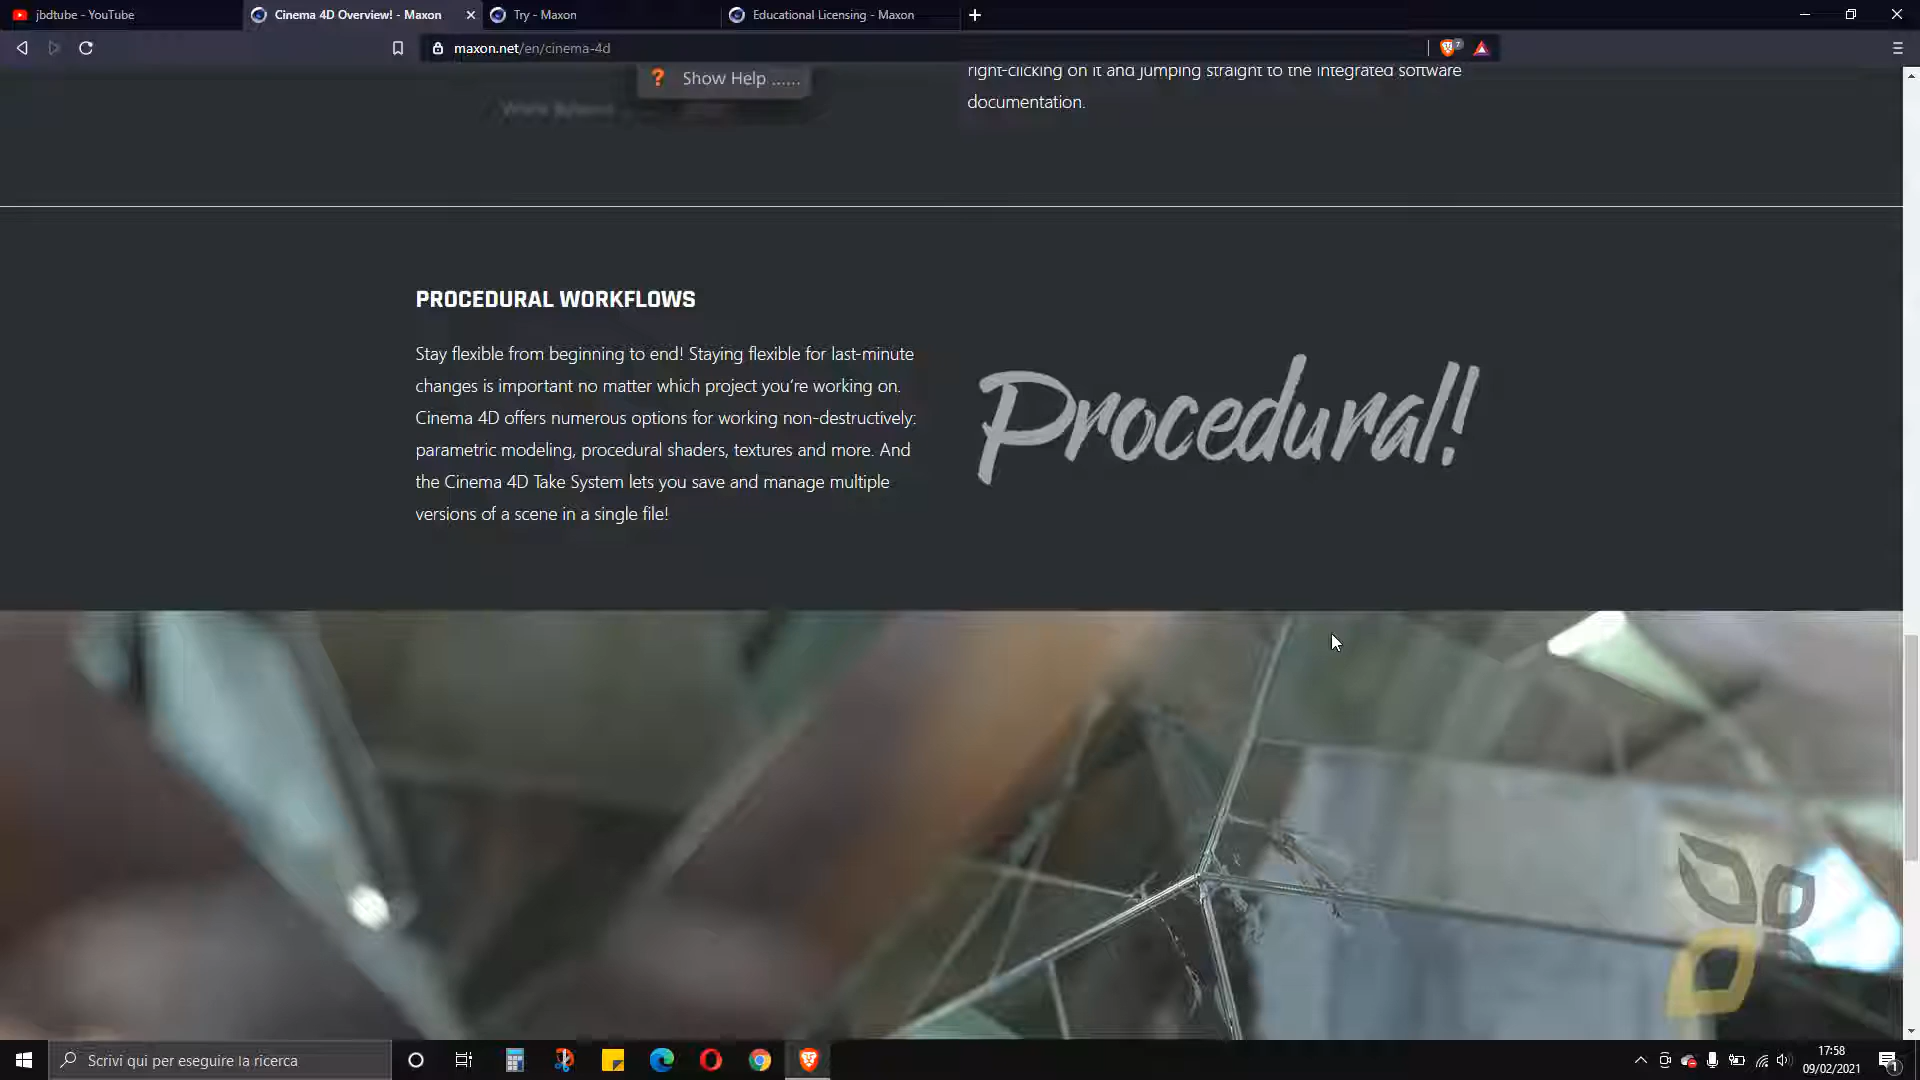 jbdtube - YouTube
Cinema 4D Overview! - Maxon
Try - Maxon
Educational Licensing - Maxon
maxon.net/en/cinema-4d
7
? Show Help ......
right-clicking on it and jumping straight to the integrated software
documentation.
PROCEDURAL WORKFLOWS
Stay flexible from beginning to end! Staying flexible for last-minute
changes is important no matter which project you're working on.
Cinema 4D offers numerous options for working non-destructively:
parametric modeling, procedural shaders, textures and more. And
the Cinema 4D Take System lets you save and manage multiple
versions of a scene in a single file!
Procedural!
Scrivi qui per eseguire la ricerca
17:58
09/02/2021
1